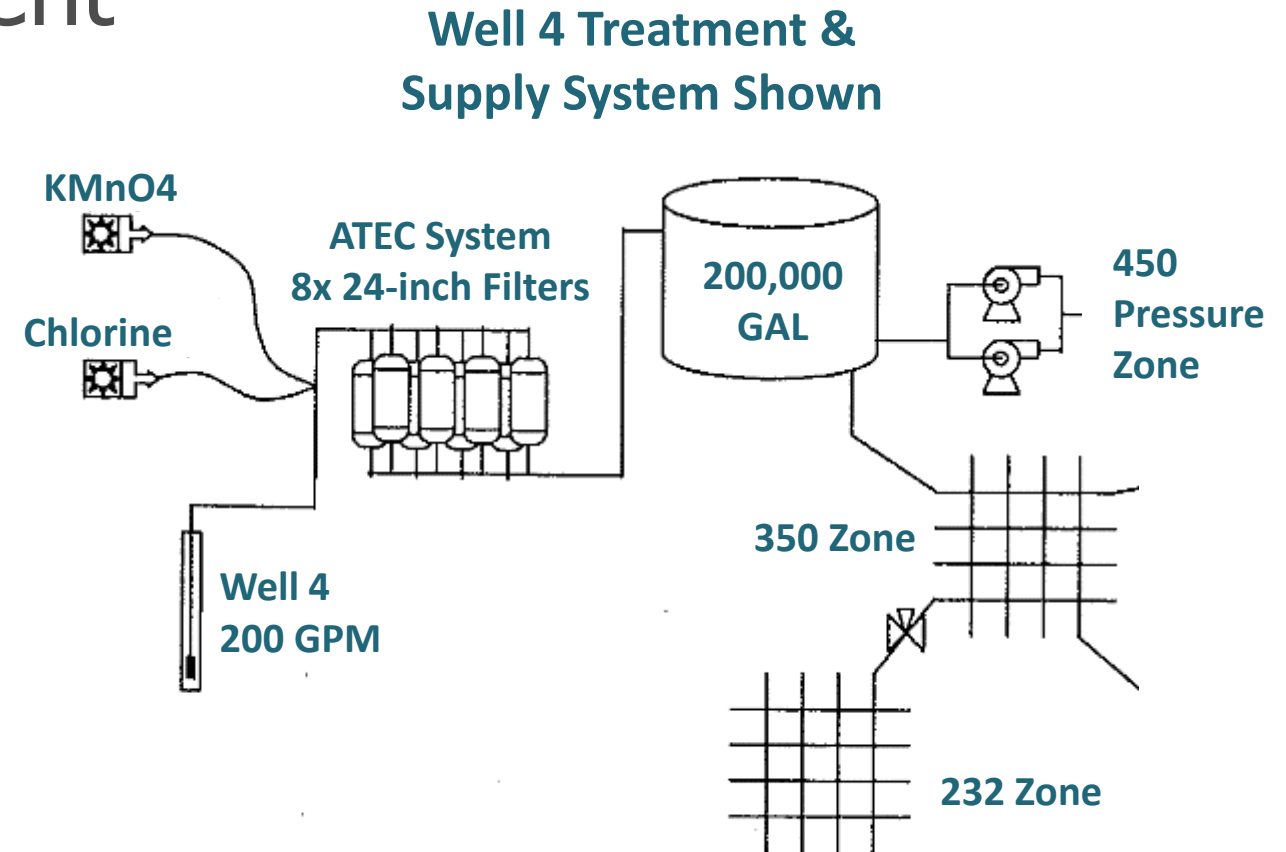 Well 4 Treatment &
Supply System Shown
KMnO4
ATEC System
8x 24-inch Filters
Chlorine
200,000
GAL
450
Pressure
Zone
350 Zone
Well 4
200 GPM
232 Zone